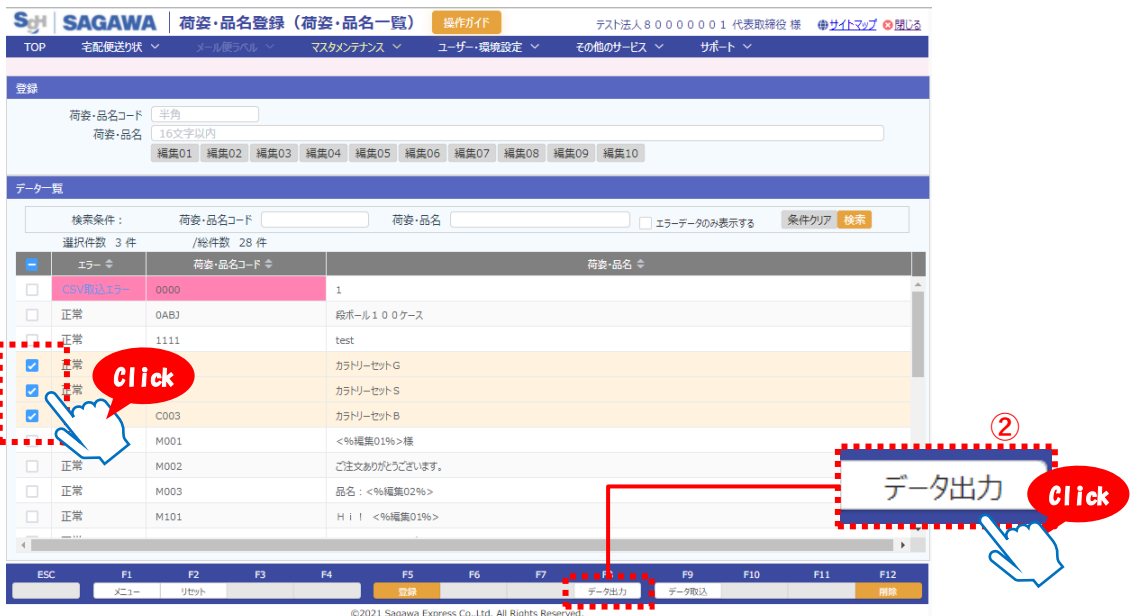 SGH SAGAWA 荷姿・品名登録（荷姿・品名一覧） 操作ガイド テスト法人８０００００００１ 代表取締役 様 サイトマップ 閉じる
TOP 宅配便送り状 メール便ラベル マスタメンテナンス ユーザー・環境設定 その他のサービス サポート
登録
荷姿・品名コード 半角
荷姿・品名 16文字以内
編集01 編集02 編集03 編集04 編集05 編集06 編集07 編集08 編集09 編集10
データ一覧
検索条件： 荷姿・品名コード 荷姿・品名 エラーデータのみ表示する 条件クリア 検索
選択件数 3 件 /総件数 28 件
エラー 荷姿・品名コード 荷姿・品名
CSV取込エラー 0000 1
正常 0ABJ 段ボール１００ケース
正常 1111 test
正常 カラトリーセットG
正常 カラトリーセットS
C003 カラトリーセットB
Click
M001 <%編集01%>様
正常 M002 ご注文ありがとうございます。
正常 M003 品名：<%編集02%>
正常 M101 Ｈｉ！ <%編集01%>
②
データ出力
Click
ESC F1 F2 F3 F4 F5 F6 F7 F9 F10 F11 F12
メニュー リセット 登録 データ出力 データ取込 削除
©2021 Sagawa Express Co.,Ltd. All Rights Reserved.